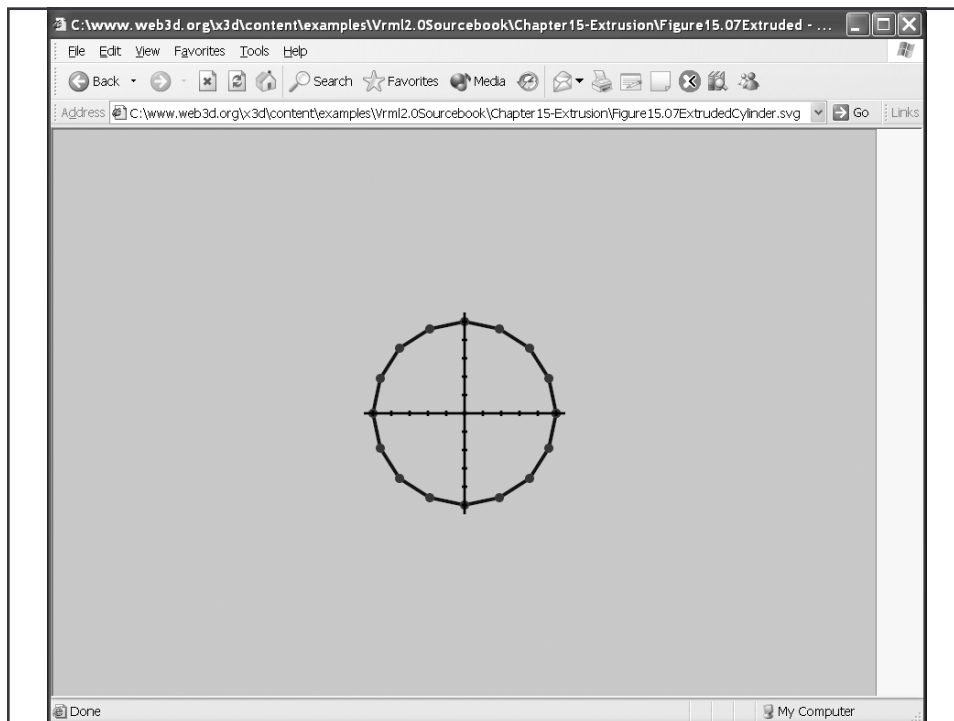 C:\www.web3d.org\x3d\content\examples\Vrml2.0Sourcebook\Chapter15-Extrusion\Figure15.07Extruded - ...
File Edit View Favorites Tools Help
Back Search Favorites Media
Address C:\www.web3d.org\x3d\content\examples\Vrml2.0Sourcebook\Chapter15-Extrusion\Figure15.07ExtrudedCylinder.svg Go Links
Done My Computer